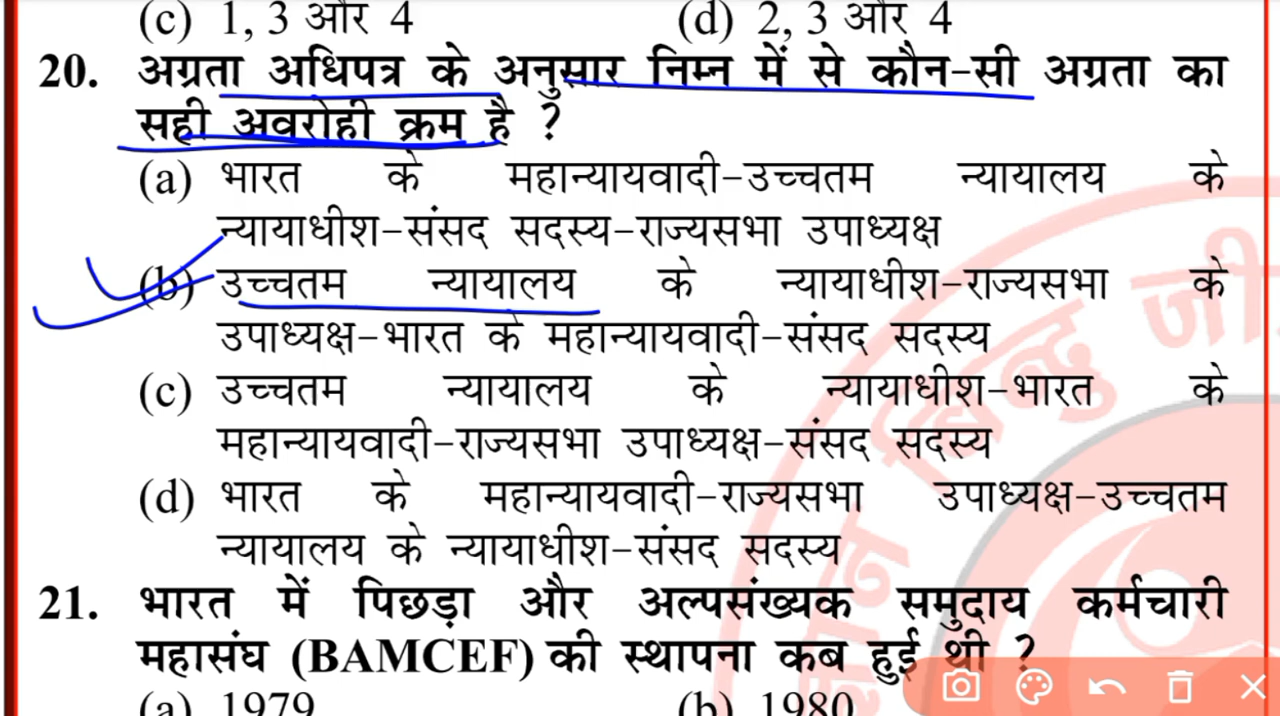 (c) 1, 3 और 4 (d) 2, 3 और 4
20. अग्रता अधिपत्र के अनुसार निम्न में से कौन-सी अग्रता का
सही अवरोही क्रम है ?
(a) भारत के महान्यायवादी-उच्चतम न्यायालय के
न्यायाधीश-संसद सदस्य-राज्यसभा उपाध्यक्ष
(b) उच्चतम न्यायालय के न्यायाधीश-राज्यसभा के
उपाध्यक्ष-भारत के महान्यायवादी-संसद सदस्य
(c) उच्चतम न्यायालय के न्यायाधीश-भारत के
महान्यायवादी-राज्यसभा उपाध्यक्ष-संसद सदस्य
(d) भारत के महान्यायवादी-राज्यसभा उपाध्यक्ष-उच्चतम
न्यायालय के न्यायाधीश-संसद सदस्य
21. भारत में पिछड़ा और अल्पसंख्यक समुदाय कर्मचारी
महासंघ (BAMCEF) की स्थापना कब हुई थी ?
(a) 1979 (b) 1980